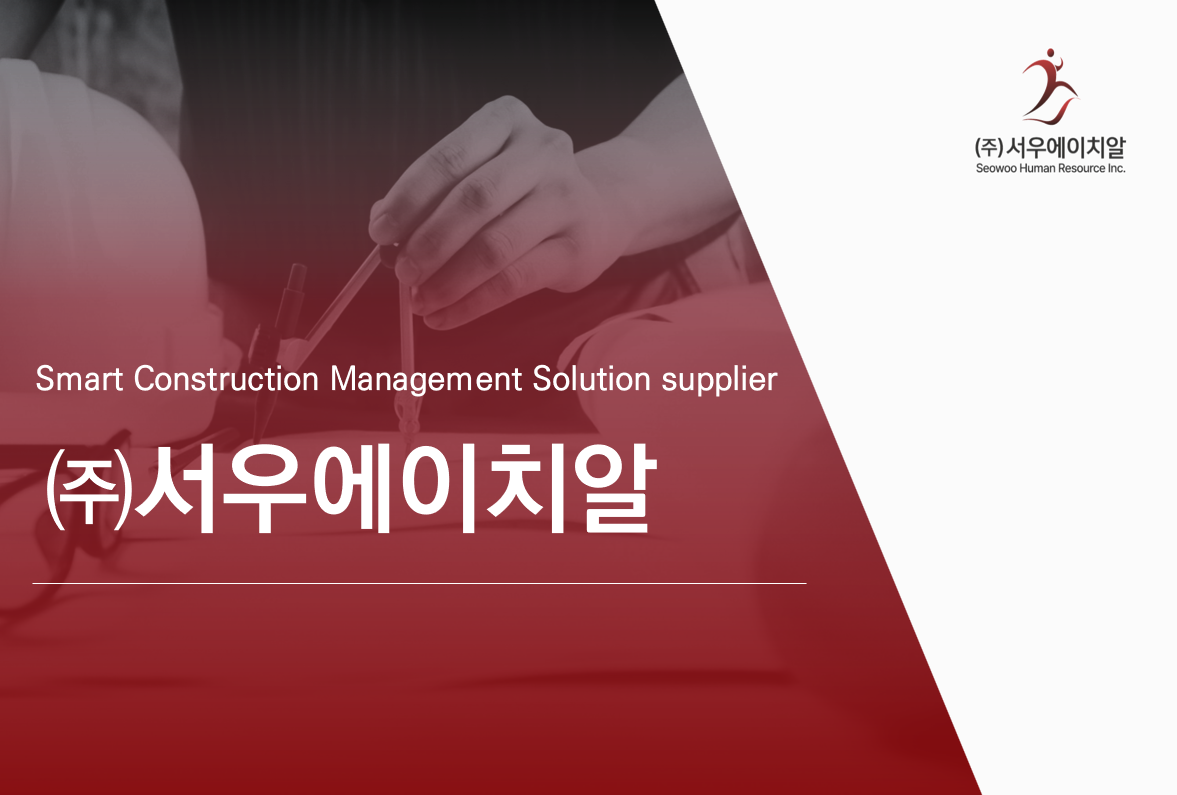 (주)서우에이치알
Seowoo Human Resource Inc.
Smart Construction Management Solution supplier
㈜서우에이치알